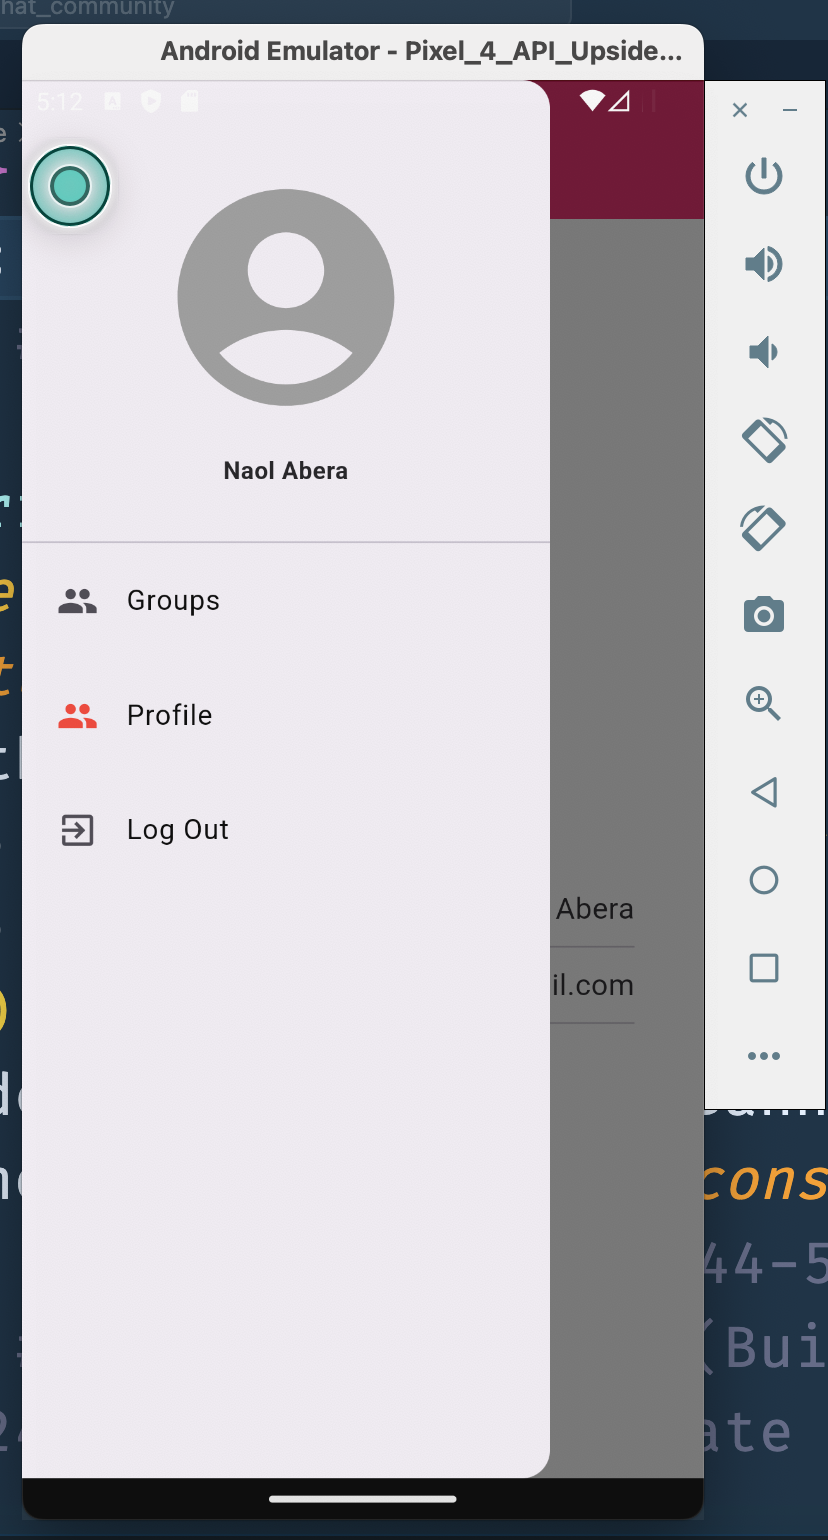 hat_community
Android Emulator - Pixel_4_API_Upside...
5:12
A
Naol Abera
Groups
Profile
Log Out
Abera
il.com
cons
44-5
(Bui
ate